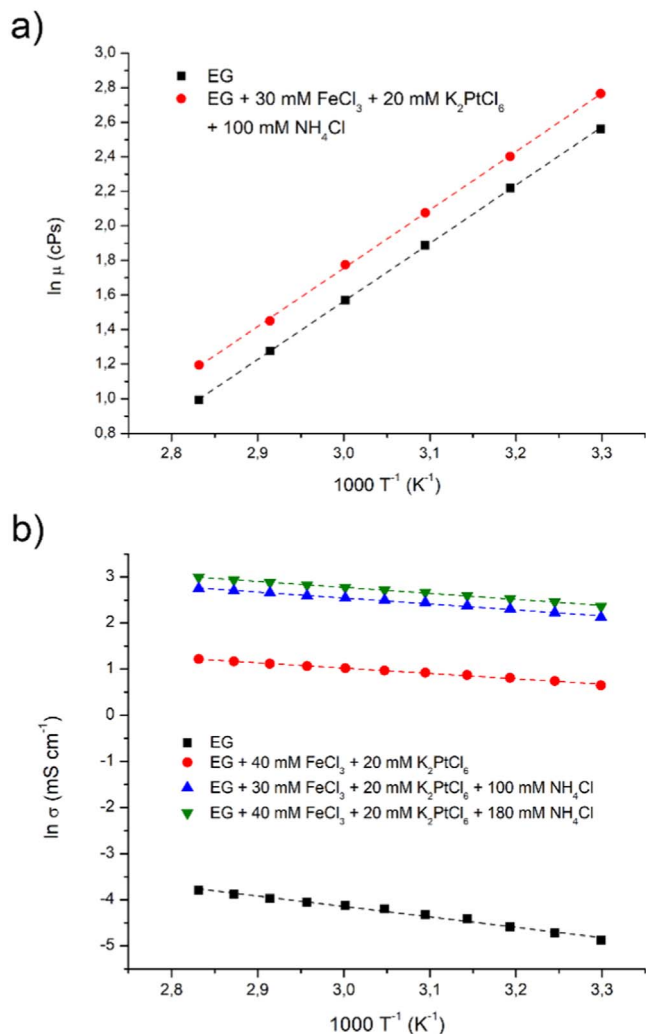 a)
3,0
2,8
2,6
2,4
2,2
2,0
1,8
1,6
1,4
1,2
1,0
0,8
ln μ (cPs)
EG
EG + 30 mM FeCl₃ + 20 mM K₂PtCl₆
+ 100 mM NH₄Cl
2,8 2,9 3,0 3,1 3,2 3,3
1000 T⁻¹ (K⁻¹)
b)
3
2
1
0
-1
-2
-3
-4
-5
ln σ (mS cm⁻¹)
EG
EG + 40 mM FeCl₃ + 20 mM K₂PtCl₆
EG + 30 mM FeCl₃ + 20 mM K₂PtCl₆ + 100 mM NH₄Cl
EG + 40 mM FeCl₃ + 20 mM K₂PtCl₆ + 180 mM NH₄Cl
2,8 2,9 3,0 3,1 3,2 3,3
1000 T⁻¹ (K⁻¹)